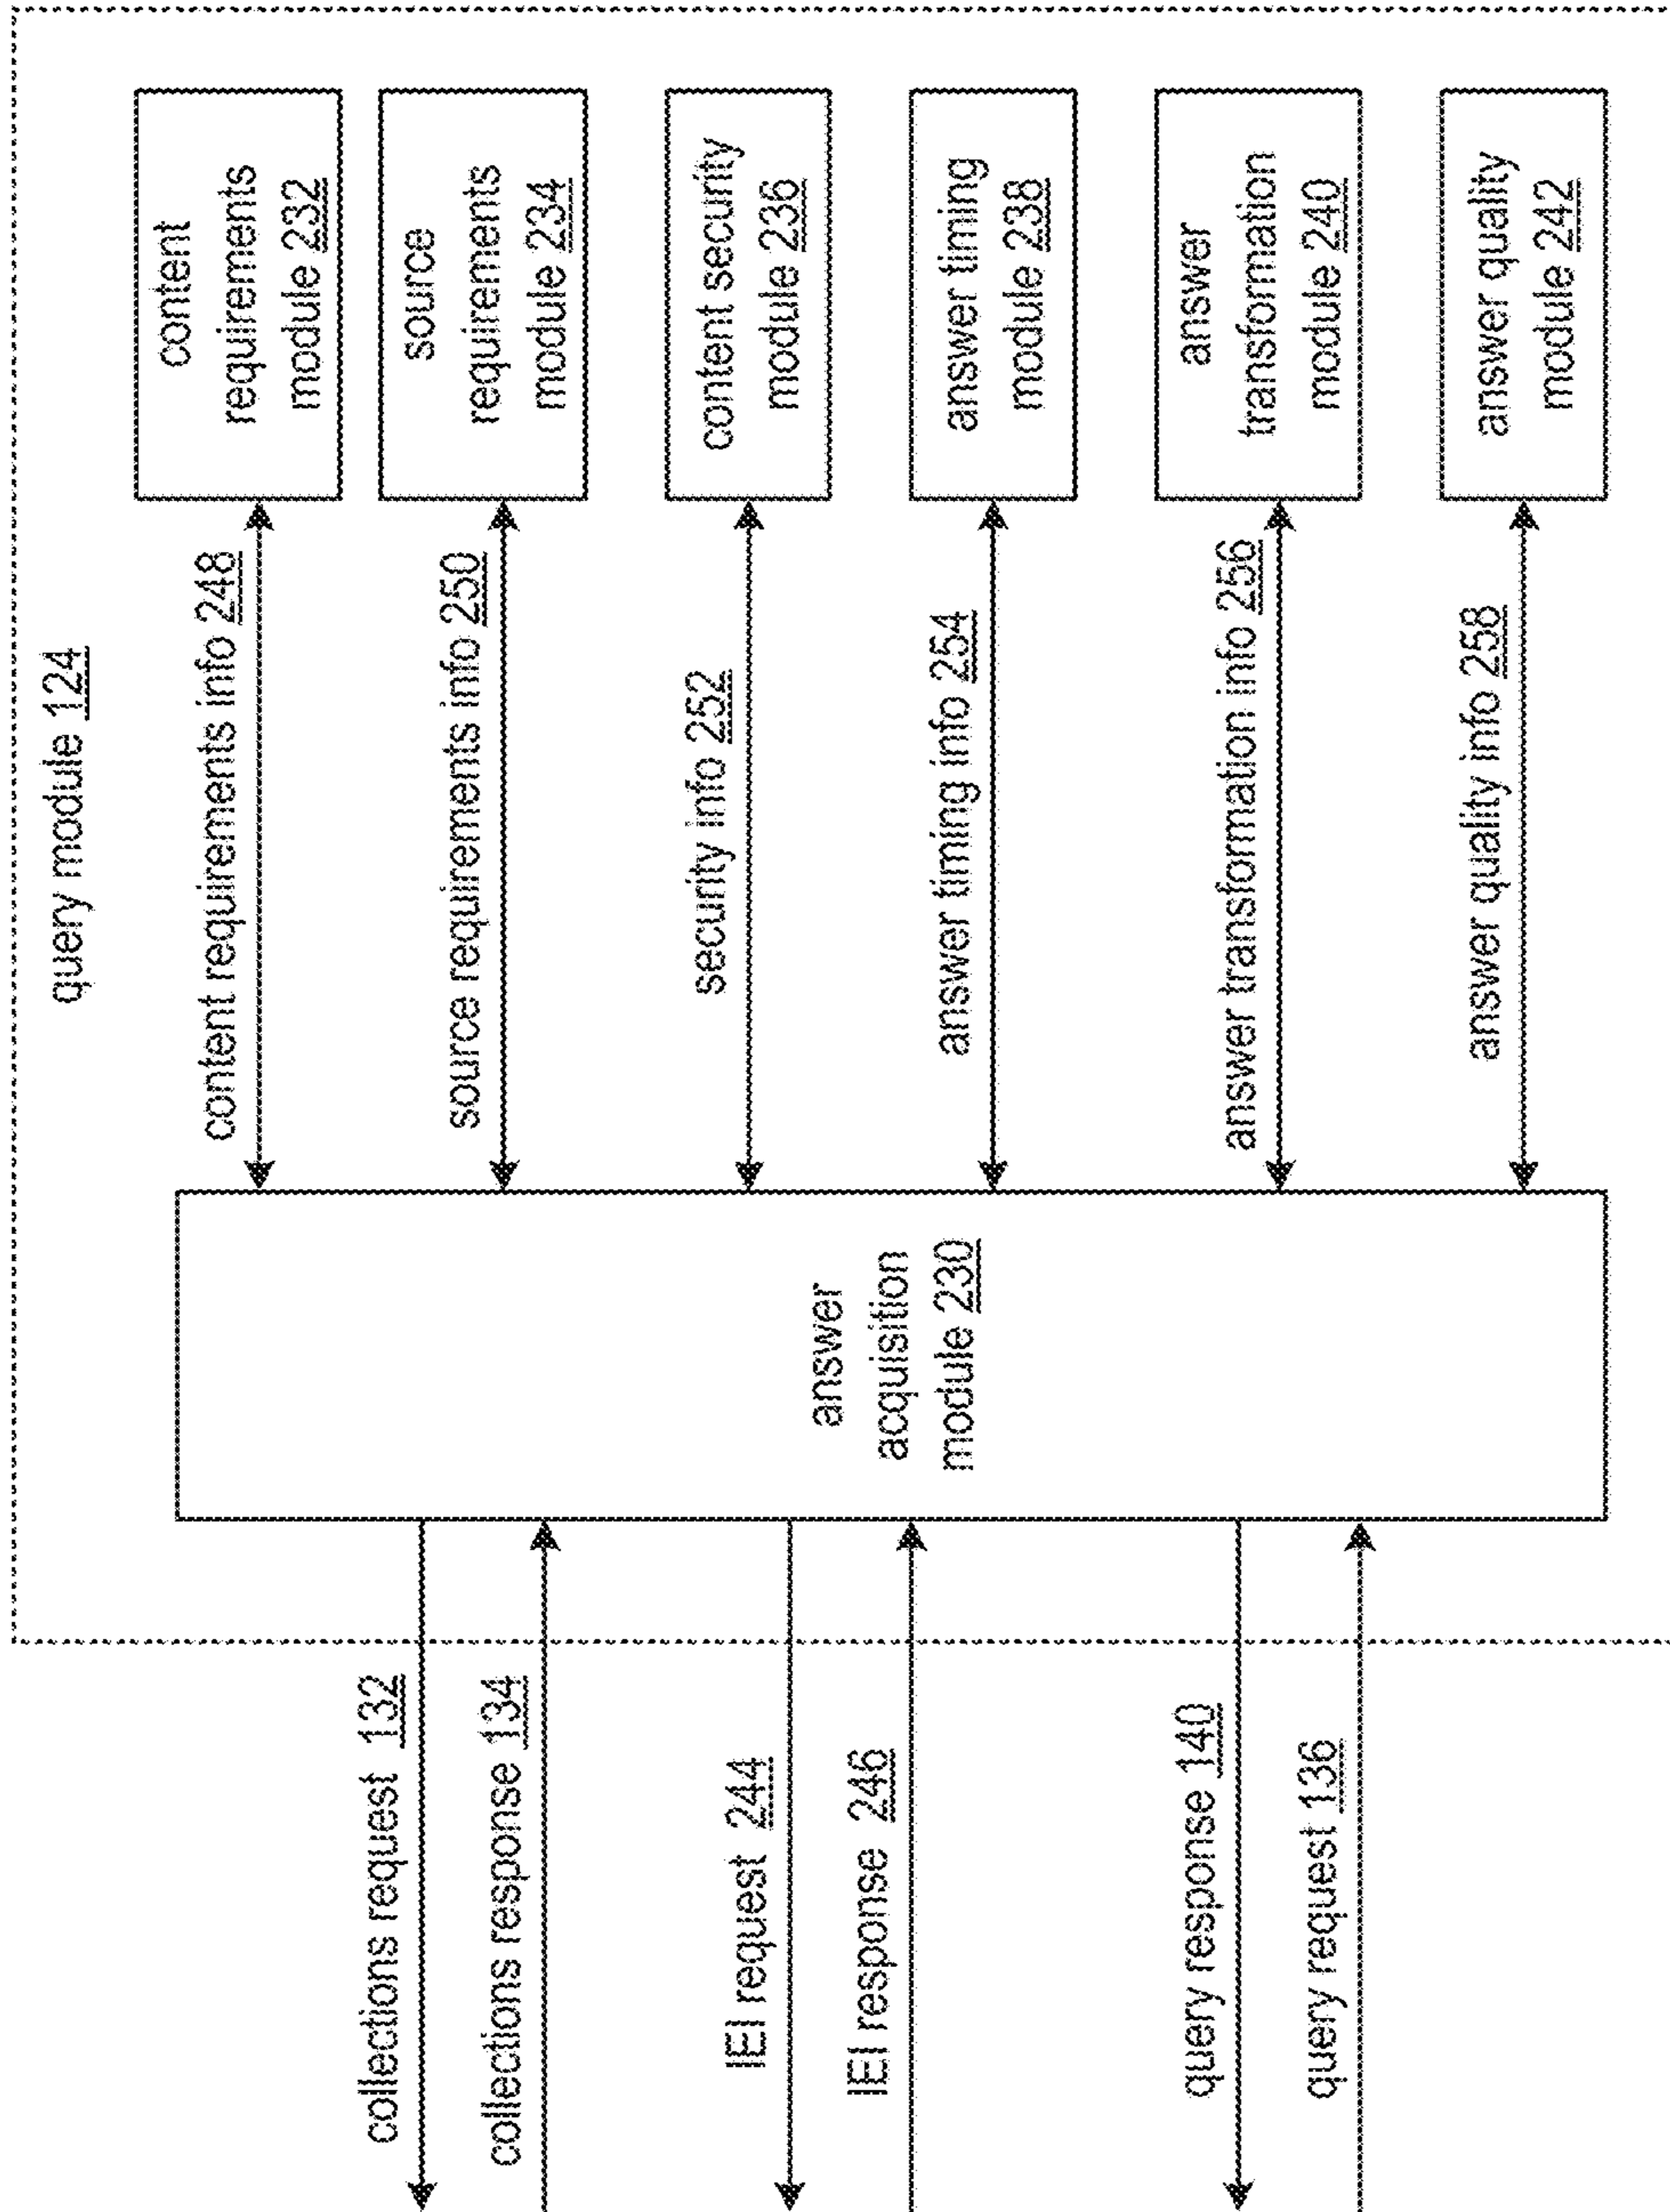 query module 124
collections request 132
collections response 134
IEI request 244
IEI response 246
query response 140
query request 136
answer
acquisition
module 230
content requirements info 248
source requirements info 250
security info 252
answer timing info 254
answer transformation info 256
answer quality info 258
content
requirements
module 232
source
requirements
module 234
content security
module 236
answer timing
module 238
answer
transformation
module 240
answer quality
module 242